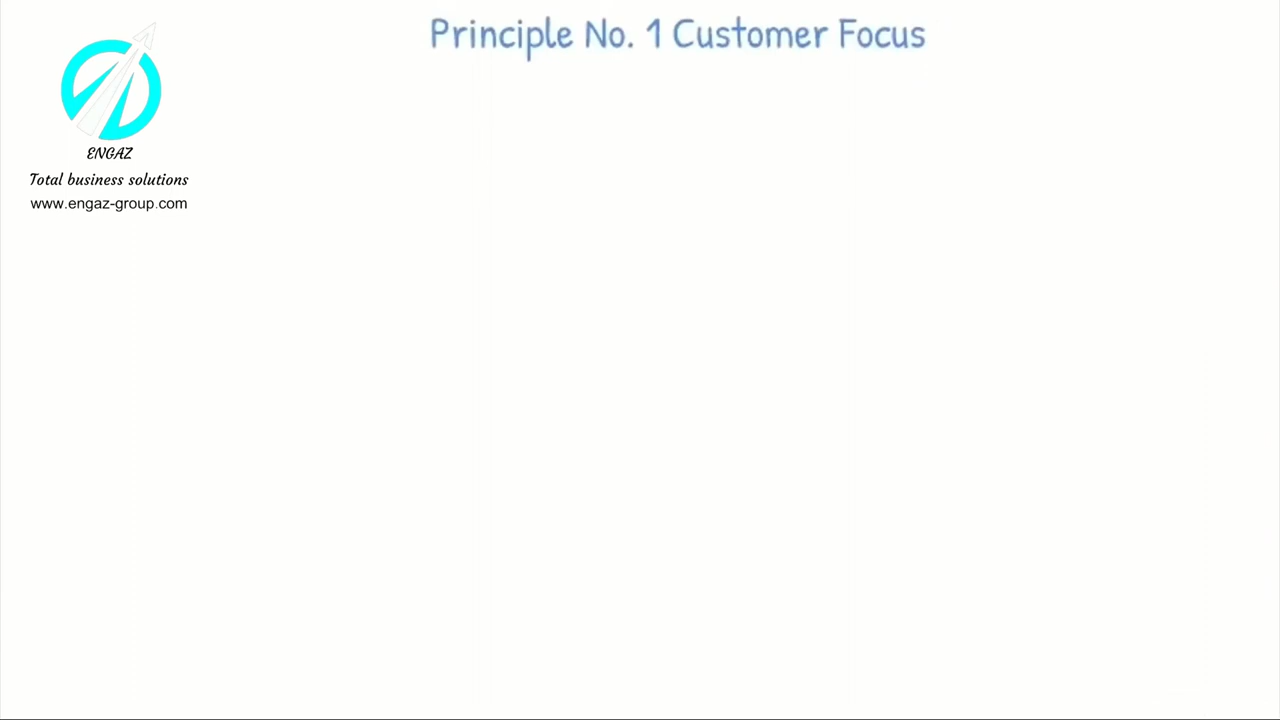 Principle No. 1 Customer Focus
ENGAZ
Total business solutions
www.engaz-group.com